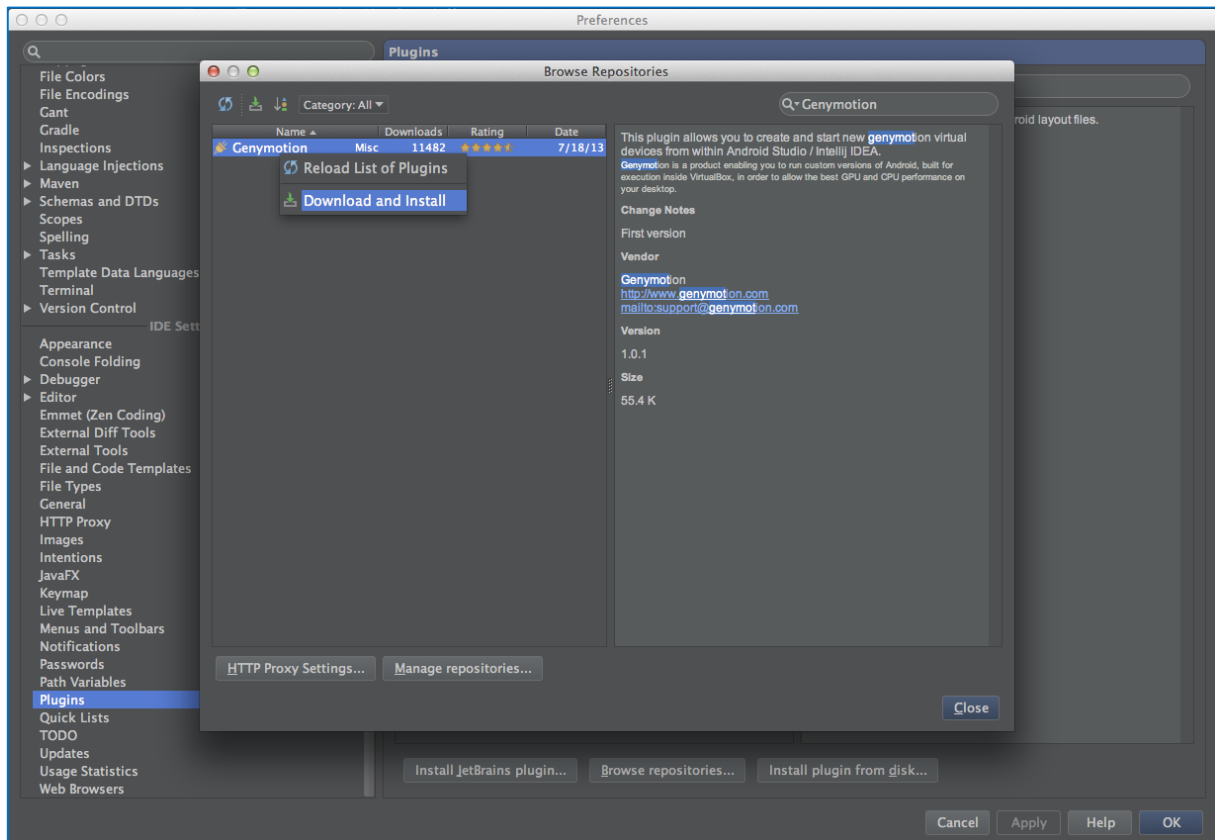 Preferences
Plugins
File Colors
File Encodings
Gant
Gradle
Inspections
Language Injections
Maven
Schemas and DTDs
Scopes
Spelling
Tasks
Template Data Languages
Terminal
Version Control
IDE Sett
Appearance
Console Folding
Debugger
Editor
Emmet (Zen Coding)
External Diff Tools
External Tools
File and Code Templates
File Types
General
HTTP Proxy
Images
Intentions
JavaFX
Keymap
Live Templates
Menus and Toolbars
Notifications
Passwords
Path Variables
Plugins
Quick Lists
TODO
Updates
Usage Statistics
Web Browsers
Browse Repositories
Category: All
Genymotion
Name Downloads Rating Date
Genymotion Misc 11482 7/18/13
Reload List of Plugins
Download and Install
This plugin allows you to create and start new genymotion virtual
devices from within Android Studio / Intellij IDEA.
Genymotion is a product enabling you to run custom versions of Android, built for
execution inside VirtualBox, in order to allow the best GPU and CPU performance on
your desktop.
Change Notes
First version
Vendor
Genymotion
http://www.genymotion.com
mailto:support@genymotion.com
Version
1.0.1
Size
55.4 K
HTTP Proxy Settings...
Manage repositories...
Close
roid layout files.
Install JetBrains plugin...
Browse repositories...
Install plugin from disk...
Cancel
Apply
Help
OK